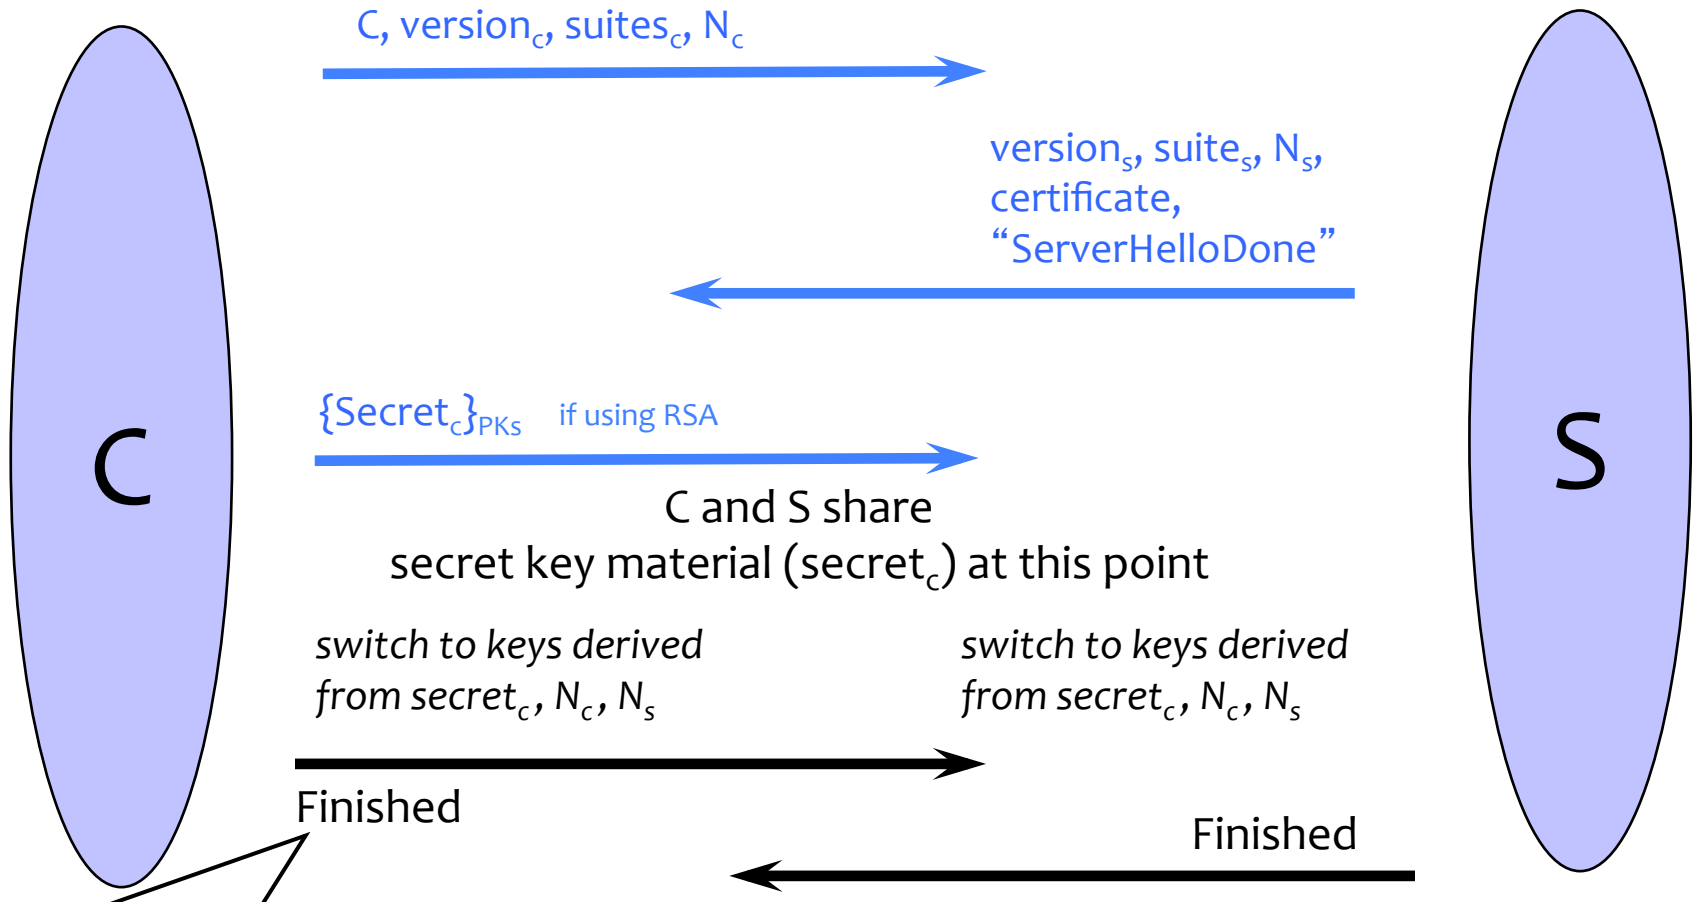 C, version_c, suites_c, N_c
version_s, suite_s, N_s,
certificate,
“ServerHelloDone”
{Secret_c}_PKs if using RSA
C
S
C and S share
secret key material (secret_c) at this point
switch to keys derived
from secret_c, N_c, N_s
switch to keys derived
from secret_c, N_c, N_s
Finished
Finished